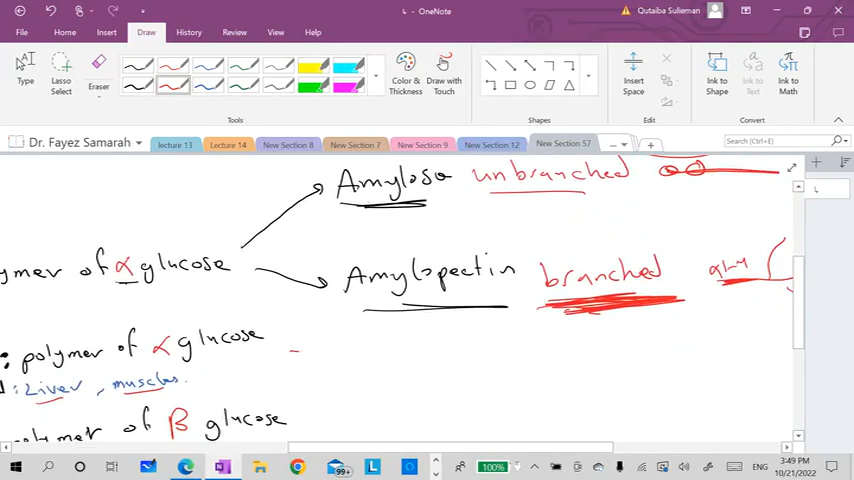 L - OneNote
Qutaiba Sulieman
File Home Insert Draw History Review View Help
Type
Lasso Select
Eraser
Color & Thickness
Draw with Touch
Insert Space
Edit
Ink to Shape
Ink to Text
Ink to Math
Tools
Shapes
Convert
Dr. Fayez Samarah
lecture 13 Lecture 14 New Section 8 New Section 7 New Section 9 New Section 12 New Section 57
Search (Ctrl+E)
Amylose unbranched
ymer of α glucose
Amylopectin branched α1-4
: polymer of α glucose
: Liver, muscles.
polymer of β glucose
99+
100%
ENG
3:49 PM
10/21/2022